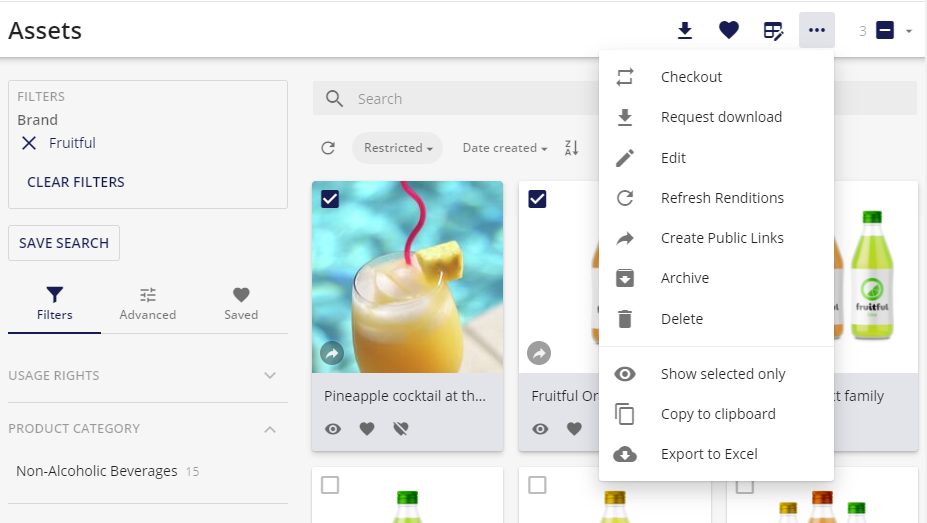 Assets
3
FILTERS
Brand
Fruitful
CLEAR FILTERS
SAVE SEARCH
Filters
Advanced
Saved
USAGE RIGHTS
PRODUCT CATEGORY
Non-Alcoholic Beverages 15
Search
Restricted
Date created
Z
A
Checkout
Request download
Edit
Refresh Renditions
Create Public Links
Archive
Delete
Show selected only
Copy to clipboard
Export to Excel
fruitful
Pineapple cocktail at th...
Fruitful Or
family